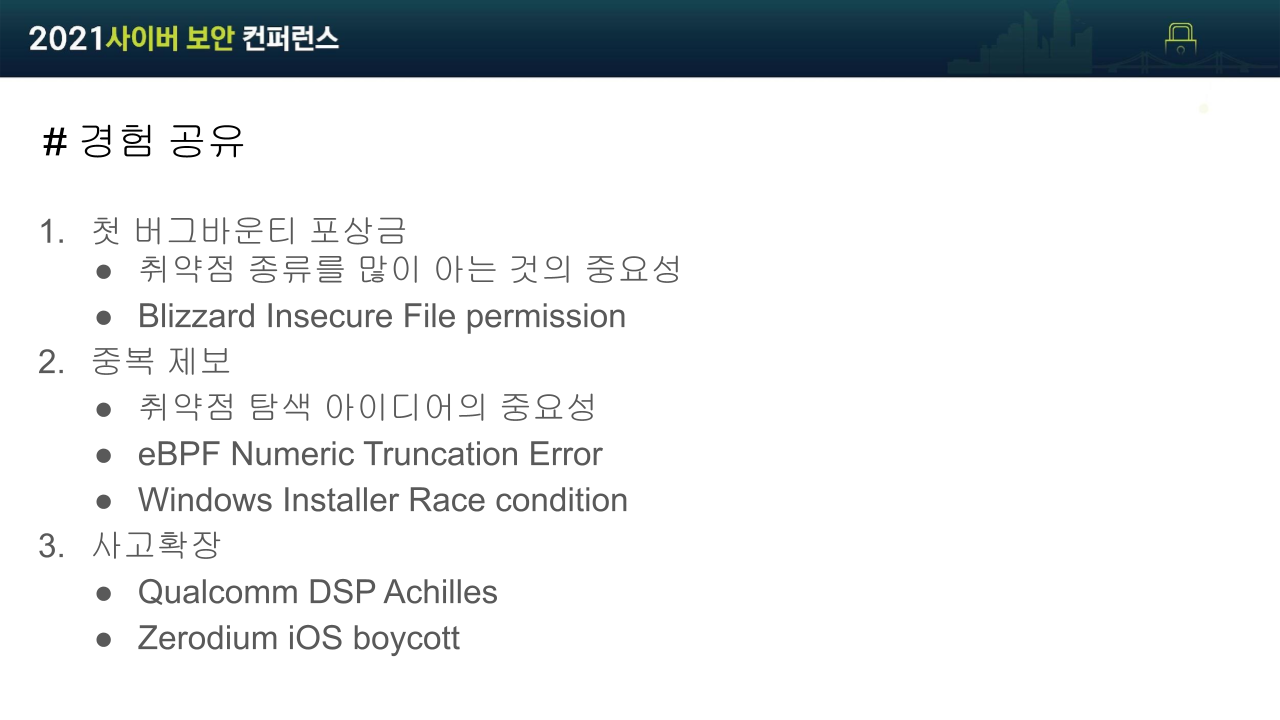 2021사이버 보안 컨퍼런스
# 경험 공유
1. 첫 버그바운티 포상금
● 취약점 종류를 많이 아는 것의 중요성
● Blizzard Insecure File permission
2. 중복 제보
● 취약점 탐색 아이디어의 중요성
● eBPF Numeric Truncation Error
● Windows Installer Race condition
3. 사고확장
● Qualcomm DSP Achilles
● Zerodium iOS boycott